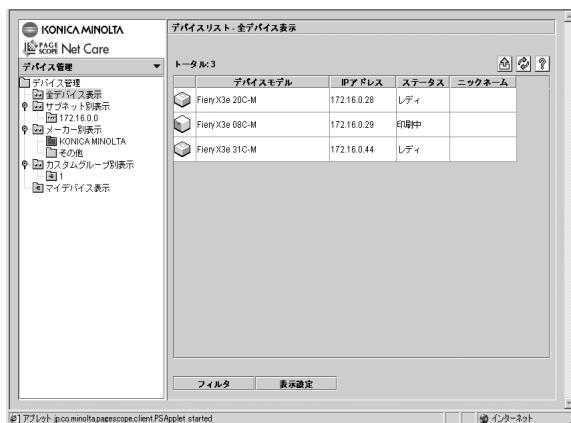 KONICA MINOLTA
PAGE SCOPE Net Care
デバイス管理
デバイス管理
全デバイス表示
サブネット別表示
172.16.0.0
メーカー別表示
KONICA MINOLTA
その他
カスタムグループ別表示
1
マイデバイス表示
デバイスリスト - 全デバイス表示
トータル: 3
デバイスモデル IPアドレス ステータス ニックネーム
Fiery X3e 20C-M 172.16.0.28 レディ
Fiery X3e 08C-M 172.16.0.29 印刷中
Fiery X3e 31C-M 172.16.0.44 レディ
フィルタ 表示設定
アプレット jp.co.minolta.pagescope.client.PSApplet started インターネット